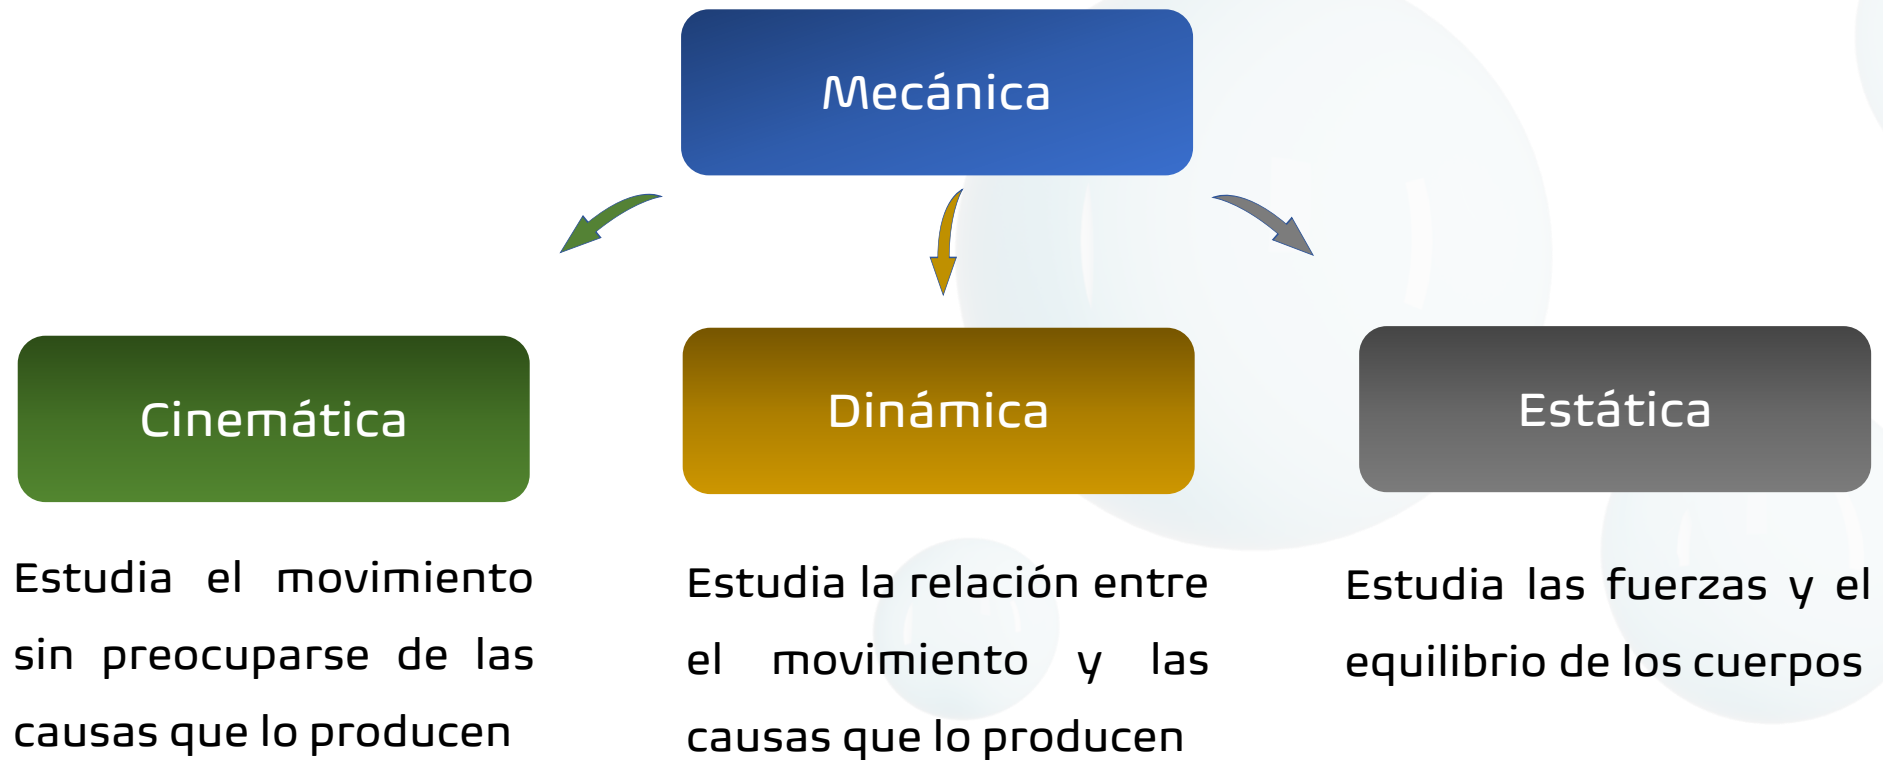 Mecánica
Cinemática
Dinámica
Estática
Estudia el movimiento
sin preocuparse de las
causas que lo producen
Estudia la relación entre
el movimiento y las
causas que lo producen
Estudia las fuerzas y el
equilibrio de los cuerpos